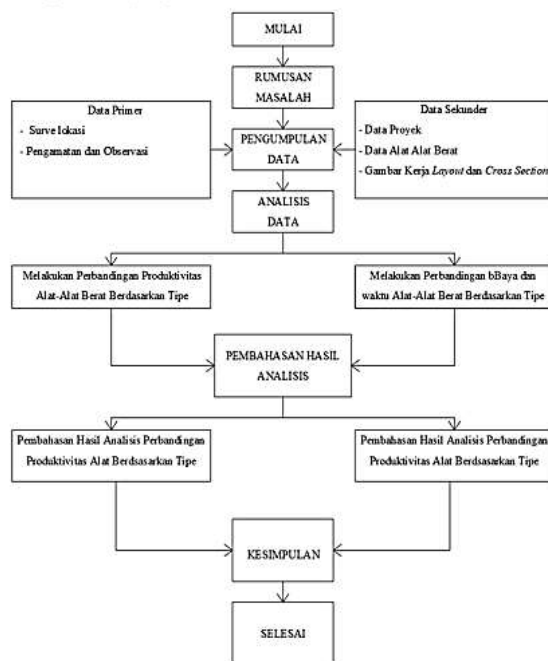 MULAI
RUMUSAN
MASALAH
Data Primer
- Surve lokasi
- Pengamatan dan Observasi
PENGUMPULAN
DATA
Data Sekunder
- Data Proyek
- Data Alat Alat Berat
- Gambar Kerja Layout dan Cross Section
ANALISIS
DATA
Melakukan Perbandingan Produktivitas
Alat-Alat Berat Berdasarkan Tipe
Melakukan Perbandingan bBaya dan
waktu Alat-Alat Berat Berdasarkan Tipe
PEMBAHASAN HASIL
ANALISIS
Pembahasan Hasil Analisis Perbandingan
Produktivitas Alat Berdsasarkan Tipe
Pembahasan Hasil Analisis Perbandingan
Produktivitas Alat Berdsasarkan Tipe
KESIMPULAN
SELESAI